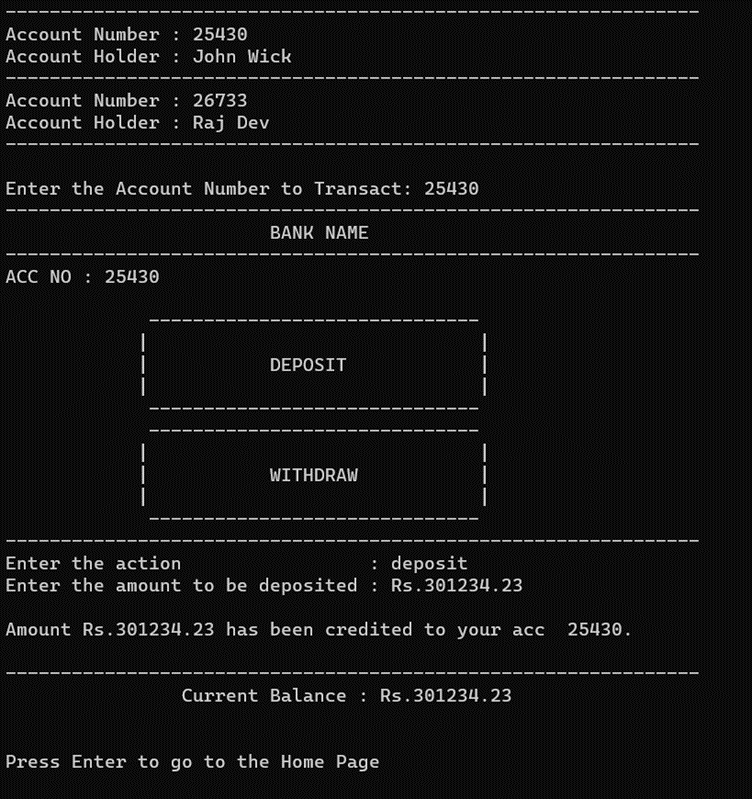 Account Number : 25430
Account Holder : John Wick
Account Number : 26733
Account Holder : Raj Dev
Enter the Account Number to Transact: 25430
BANK NAME
ACC NO : 25430
DEPOSIT
WITHDRAW
Enter the action : deposit
Enter the amount to be deposited : Rs.301234.23
Amount Rs.301234.23 has been credited to your acc  25430.
Current Balance : Rs.301234.23
Press Enter to go to the Home Page